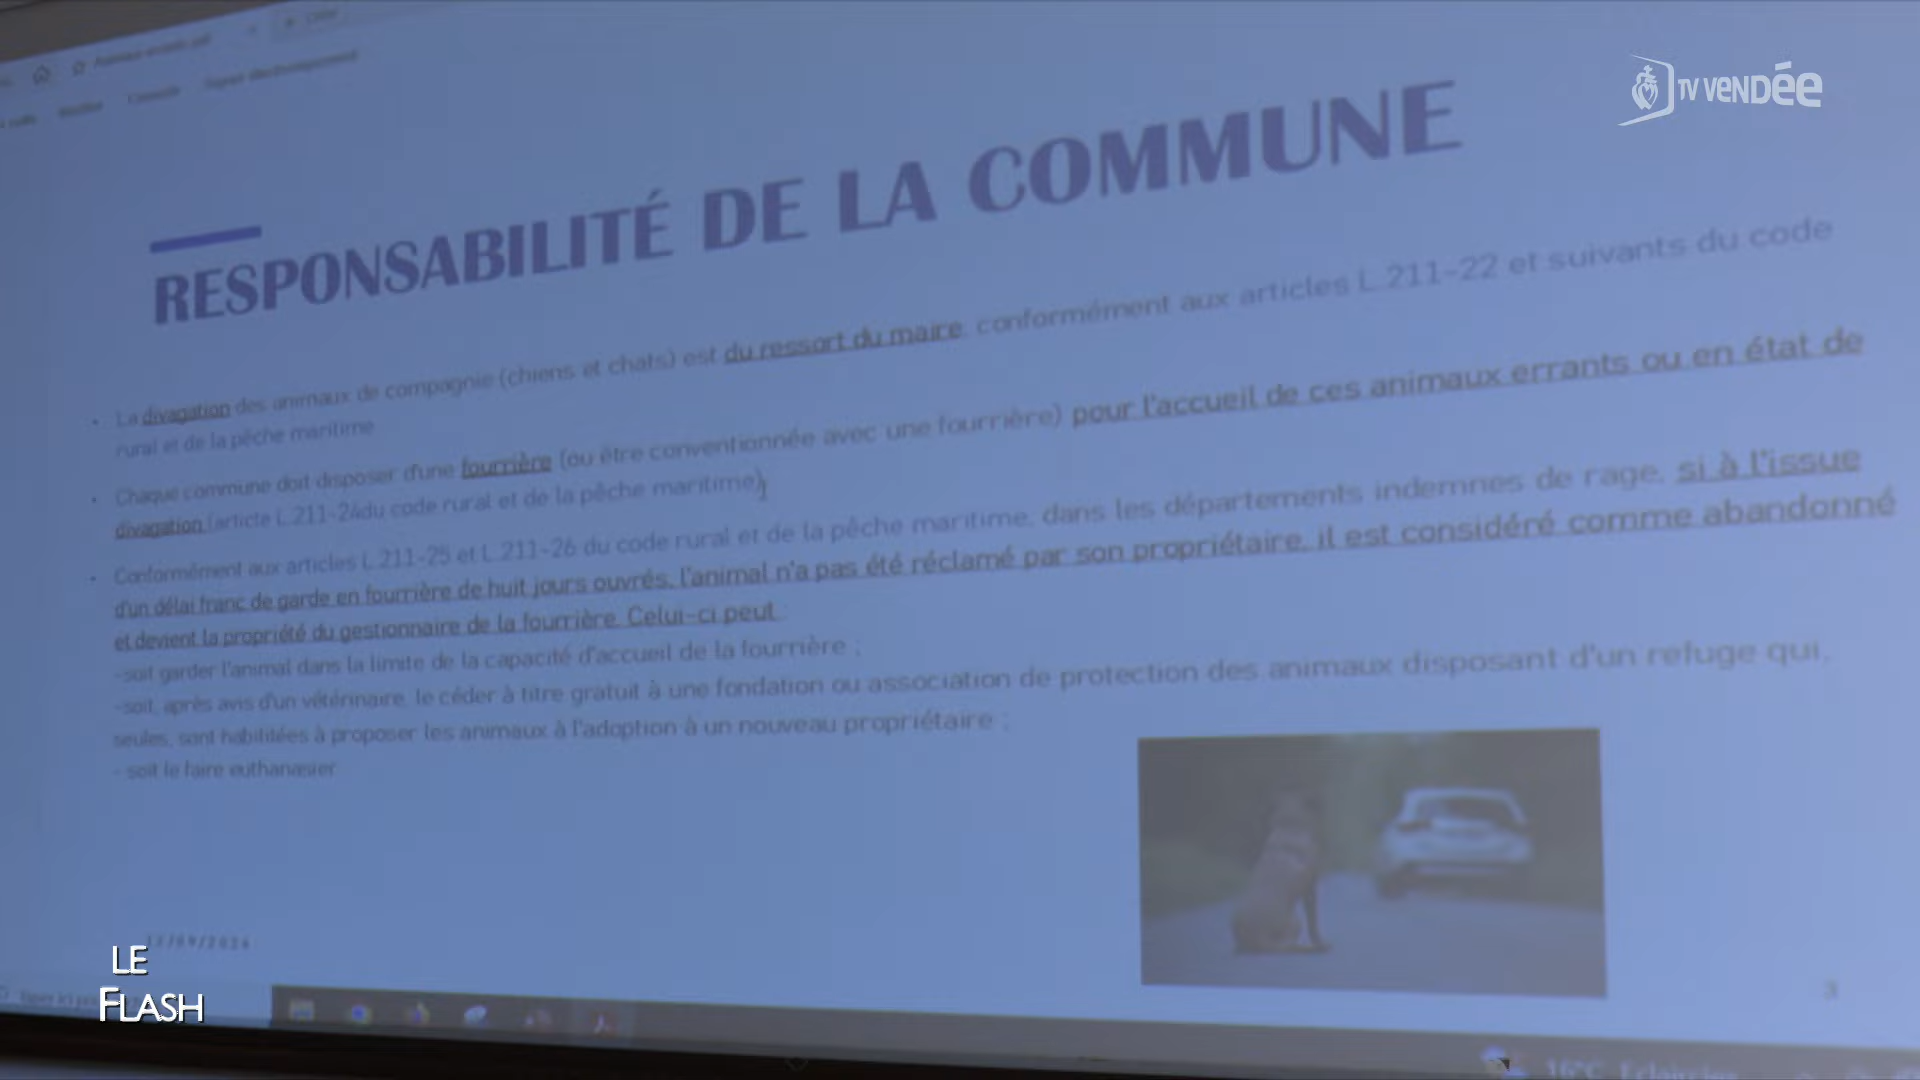 TV VENDÉE
RESPONSABILITÉ DE LA COMMUNE
• La divagation des animaux de compagnie (chiens et chats) est du ressort du maire, conformément aux articles L.211-22 et suivants du code
rural et de la pêche maritime
• Chaque commune doit disposer d'une fourrière (ou être conventionnée avec une fourrière) pour l'accueil de ces animaux errants ou en état de
divagation (article L.211-24du code rural et de la pêche maritime)
• Conformément aux articles L.211-25 et L.211-26 du code rural et de la pêche maritime, dans les départements indemnes de rage, si à l'issue
d'un délai franc de garde en fourrière de huit jours ouvrés, l'animal n'a pas été réclamé par son propriétaire, il est considéré comme abandonné
et devient la propriété du gestionnaire de la fourrière. Celui-ci peut :
-soit garder l'animal dans la limite de la capacité d'accueil de la fourrière ;
-soit, après avis d'un vétérinaire, le céder à titre gratuit à une fondation ou association de protection des animaux disposant d'un refuge qui,
seules, sont habilitées à proposer les animaux à l'adoption à un nouveau propriétaire ;
- soit le faire euthanasier
3
LE
FLASH
16°C Eclaircies